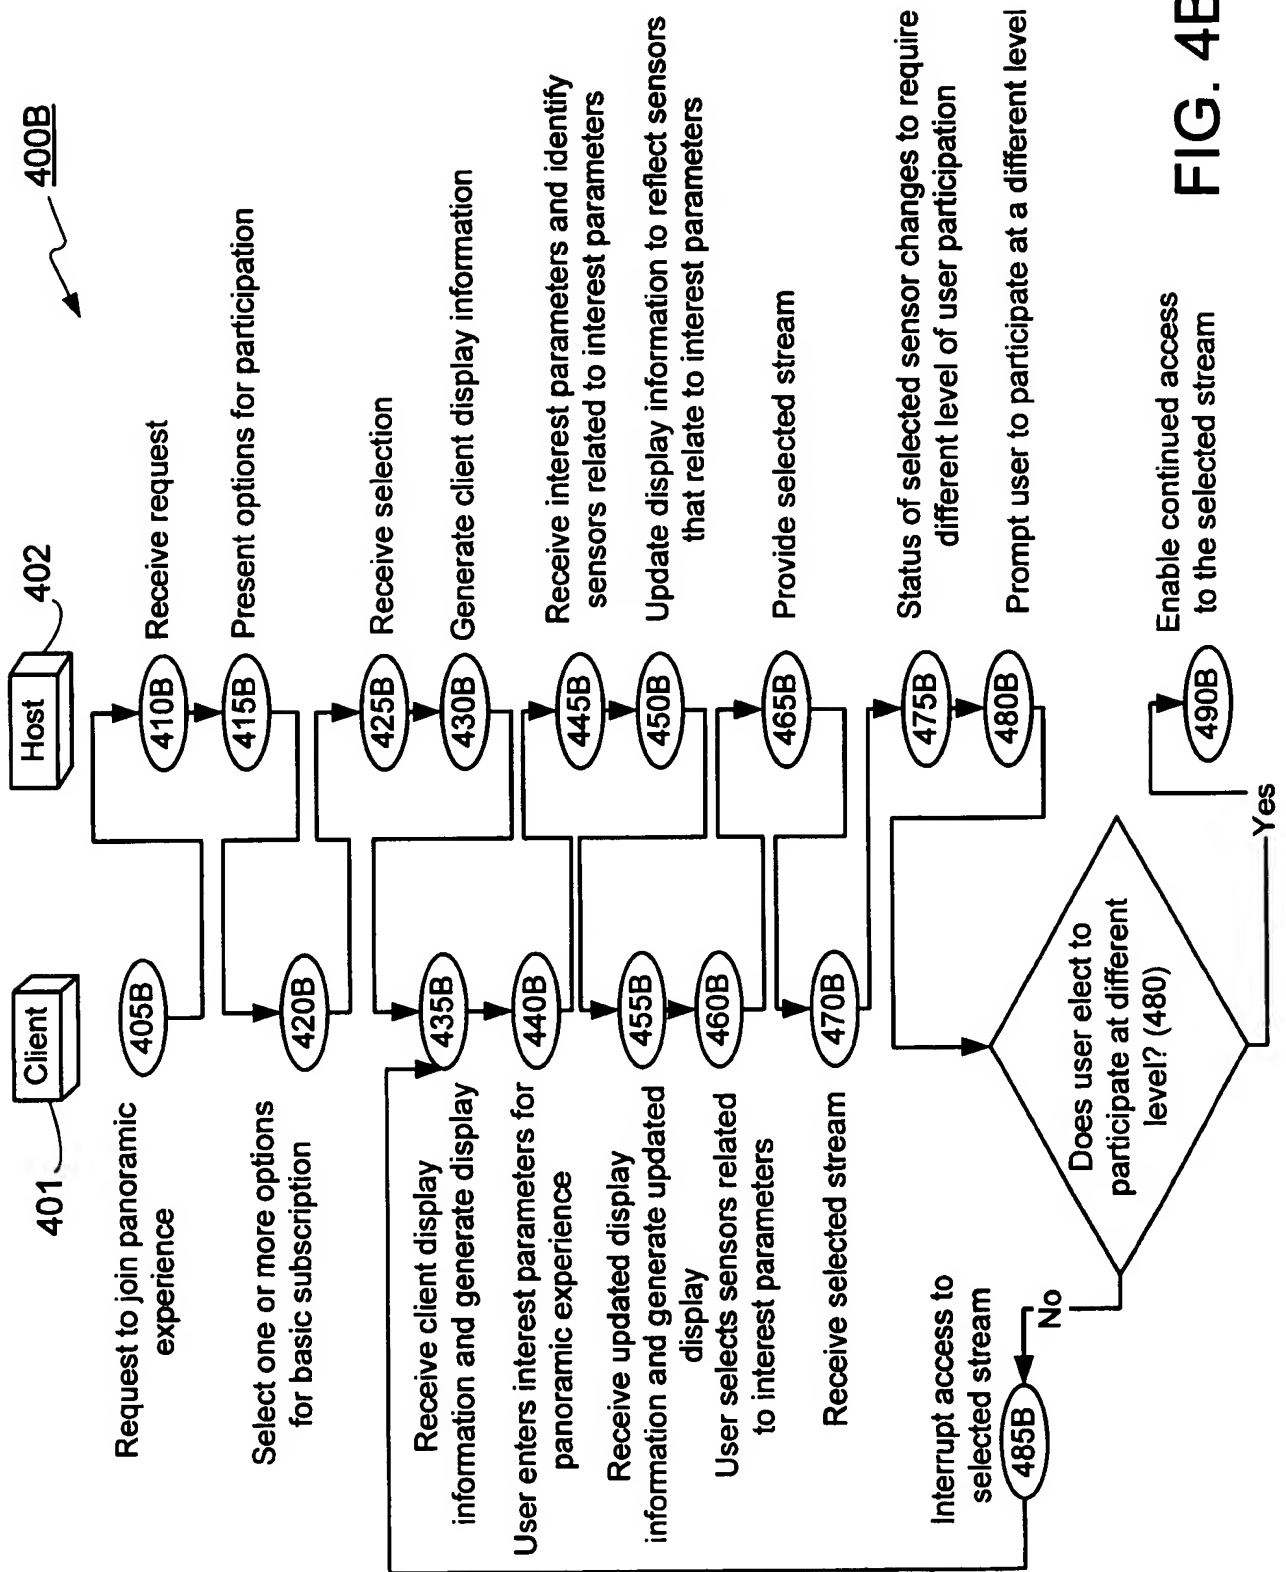 400B
Client
401
Host
402
Request to join panoramic
experience
405B
410B
Receive request
415B
Present options for participation
Select one or more options
for basic subscription
420B
425B
Receive selection
430B
Generate client display information
Receive client display
information and generate display
435B
User enters interest parameters for
panoramic experience
440B
445B
Receive interest parameters and identify
sensors related to interest parameters
450B
Update display information to reflect sensors
that relate to interest parameters
Receive updated display
information and generate updated
display
455B
User selects sensors related
to interest parameters
460B
465B
Provide selected stream
Receive selected stream
470B
475B
Status of selected sensor changes to require
different level of user participation
480B
Prompt user to participate at a different level
Does user elect to
participate at different
level? (480)
No
Interrupt access to
selected stream
485B
Yes
490B
Enable continued access
to the selected stream
FIG. 4B